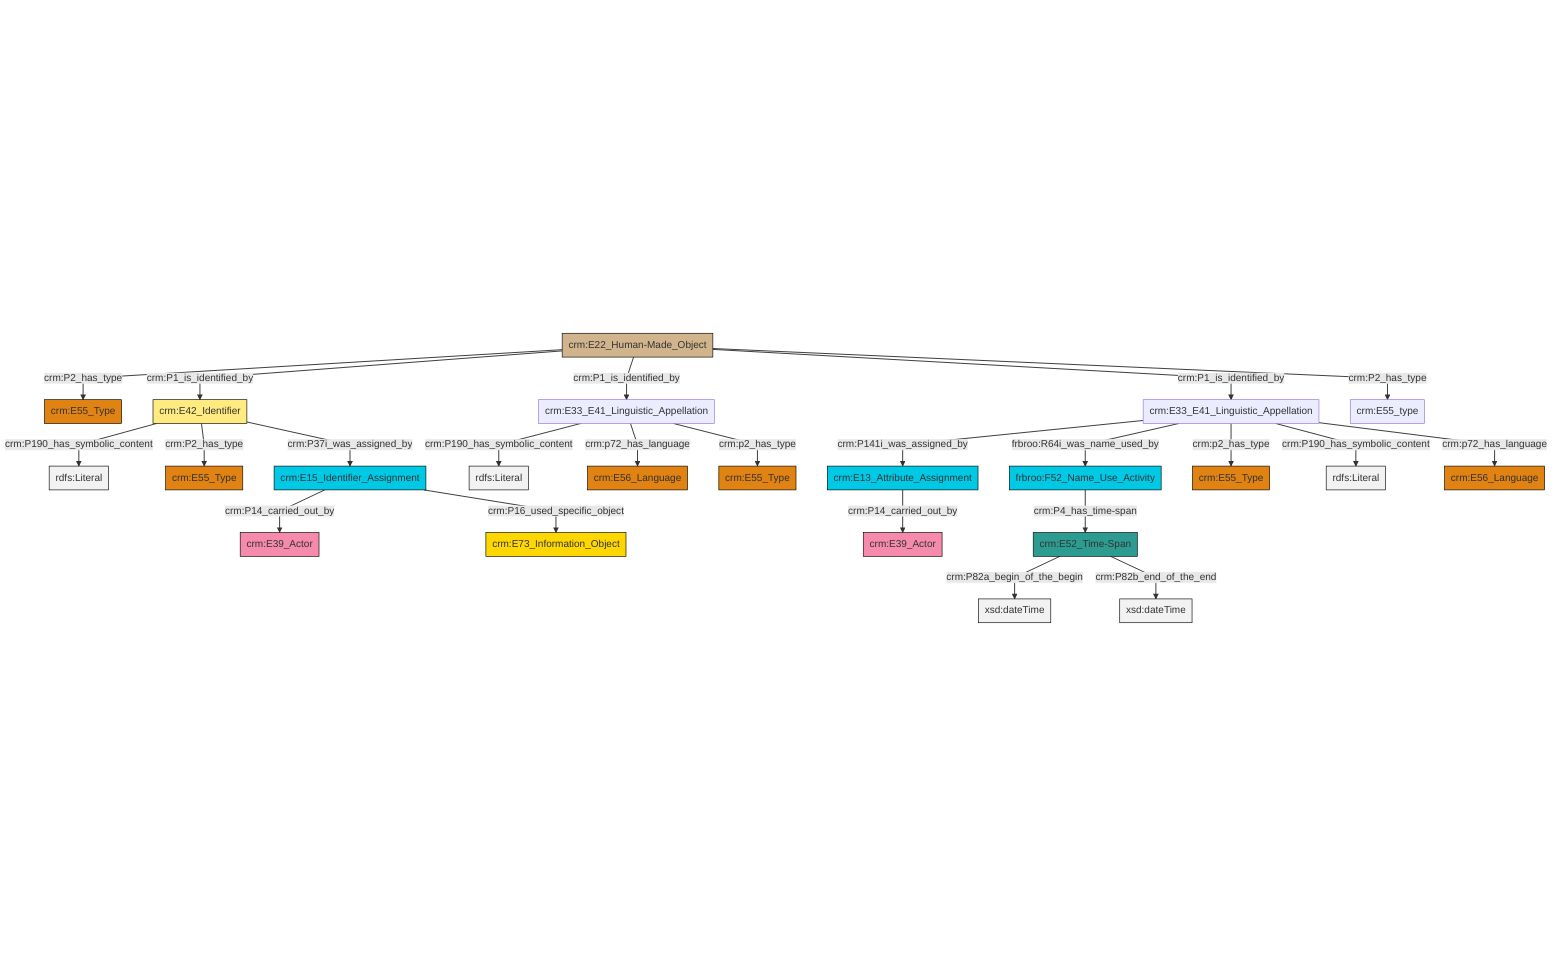 crm:E22_Human-Made_Object
crm:P2_has_type
crm:P1_is_identified_by
crm:P1_is_identified_by
crm:P1_is_identified_by
crm:P2_has_type
crm:E55_Type
crm:E42_Identifier
crm:E33_E41_Linguistic_Appellation
crm:E33_E41_Linguistic_Appellation
crm:E55_type
crm:P190_has_symbolic_content
crm:P2_has_type
crm:P37i_was_assigned_by
crm:P190_has_symbolic_content
crm:p72_has_language
crm:p2_has_type
crm:P141i_was_assigned_by
frbroo:R64i_was_name_used_by
crm:p2_has_type
crm:P190_has_symbolic_content
crm:p72_has_language
rdfs:Literal
crm:E55_Type
crm:E15_Identifier_Assignment
rdfs:Literal
crm:E56_Language
crm:E55_Type
crm:E13_Attribute_Assignment
frbroo:F52_Name_Use_Activity
crm:E55_Type
rdfs:Literal
crm:E56_Language
crm:P14_carried_out_by
crm:P16_used_specific_object
crm:P14_carried_out_by
crm:P4_has_time-span
crm:E39_Actor
crm:E73_Information_Object
crm:E39_Actor
crm:E52_Time-Span
crm:P82a_begin_of_the_begin
crm:P82b_end_of_the_end
xsd:dateTime
xsd:dateTime